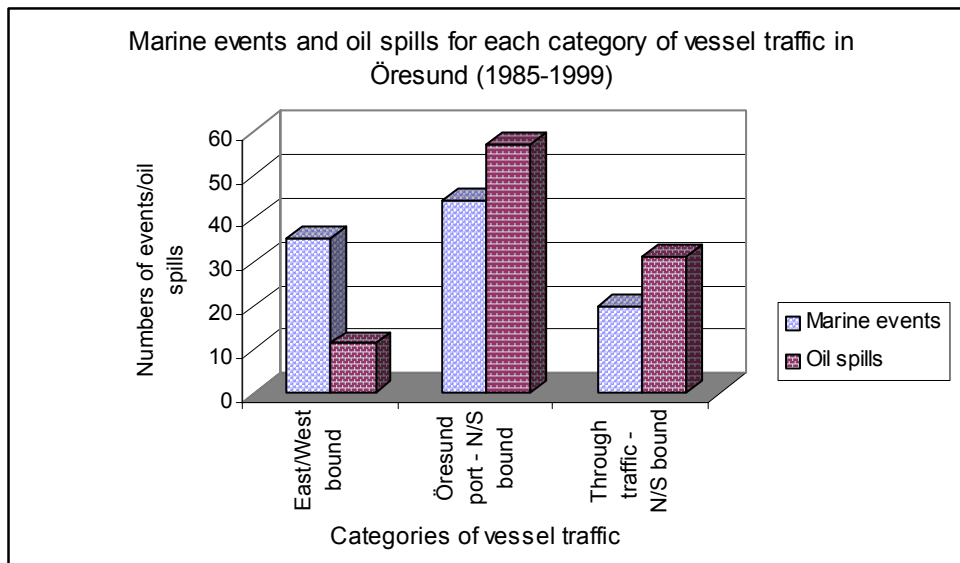 Marine events and oil spills for each category of vessel traffic in
Öresund (1985-1999)
Numbers of events/oil
spills
60
50
40
30
20
10
0
East/West
bound
Öresund
port - N/S
bound
Through
traffic -
N/S bound
Categories of vessel traffic
Marine events
Oil spills